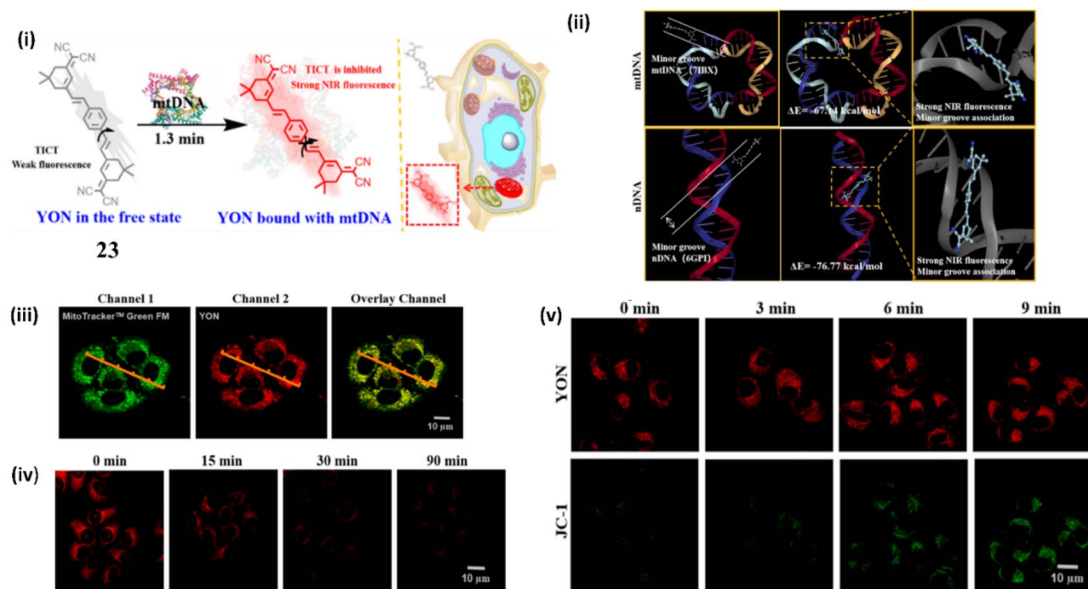 (i)
CN
CN
TICT
Weak fluorescence
NC
CN
YON in the free state
23
mtDNA
1.3 min
NC
CN
TICT is inhibited
Strong NIR fluorescence
NC
CN
YON bound with mtDNA
(ii)
mtDNA
Minor groove
mtDNA (7IBX)
Strong NIR fluorescence
Minor groove association
nDNA
Minor groove
nDNA (6GPI)
ΔE= -76.77 kcal/mol
Strong NIR fluorescence
Minor groove association
(iii)
Channel 1
Channel 2
Overlay Channel
MitoTracker™ Green FM
YON
10 μm
(iv)
0 min
15 min
30 min
90 min
10 μm
(v)
0 min
3 min
6 min
9 min
YON
JC-1
10 μm